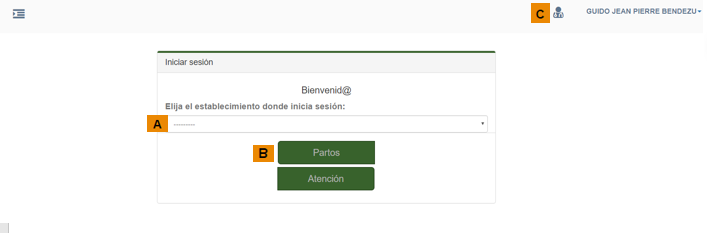 C
GUIDO JEAN PIERRE BENDEZU
Iniciar sesión
Bienvenid@
Elija el establecimiento donde inicia sesión:
A
---------
B
Partos
Atención